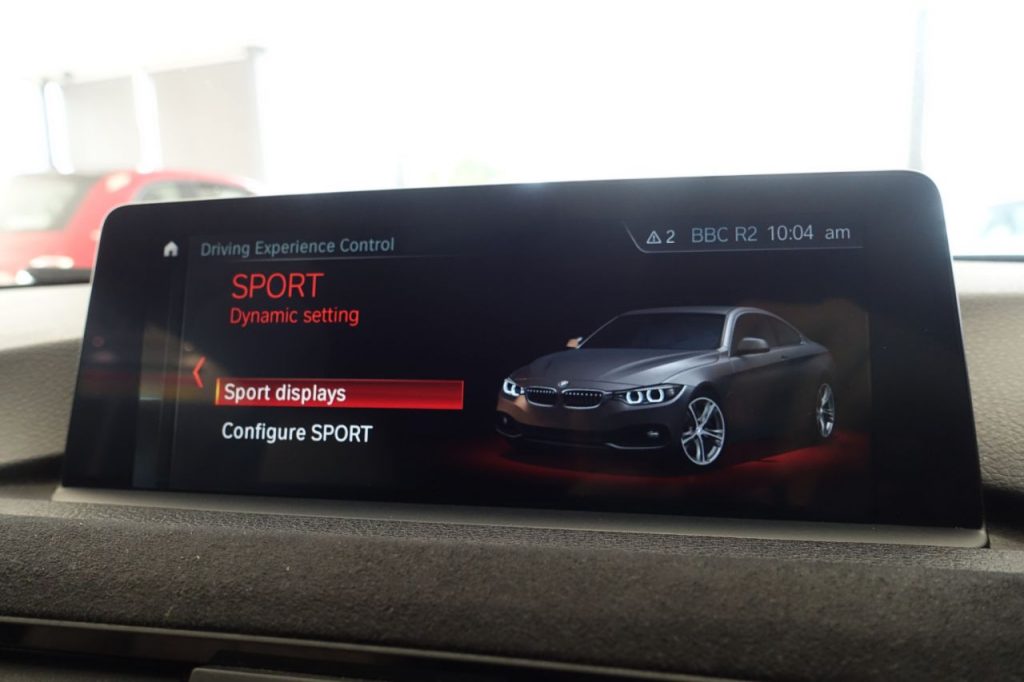 Driving Experience Control
2 BBC R2 10:04 am
SPORT
Dynamic setting
Sport displays
Configure SPORT